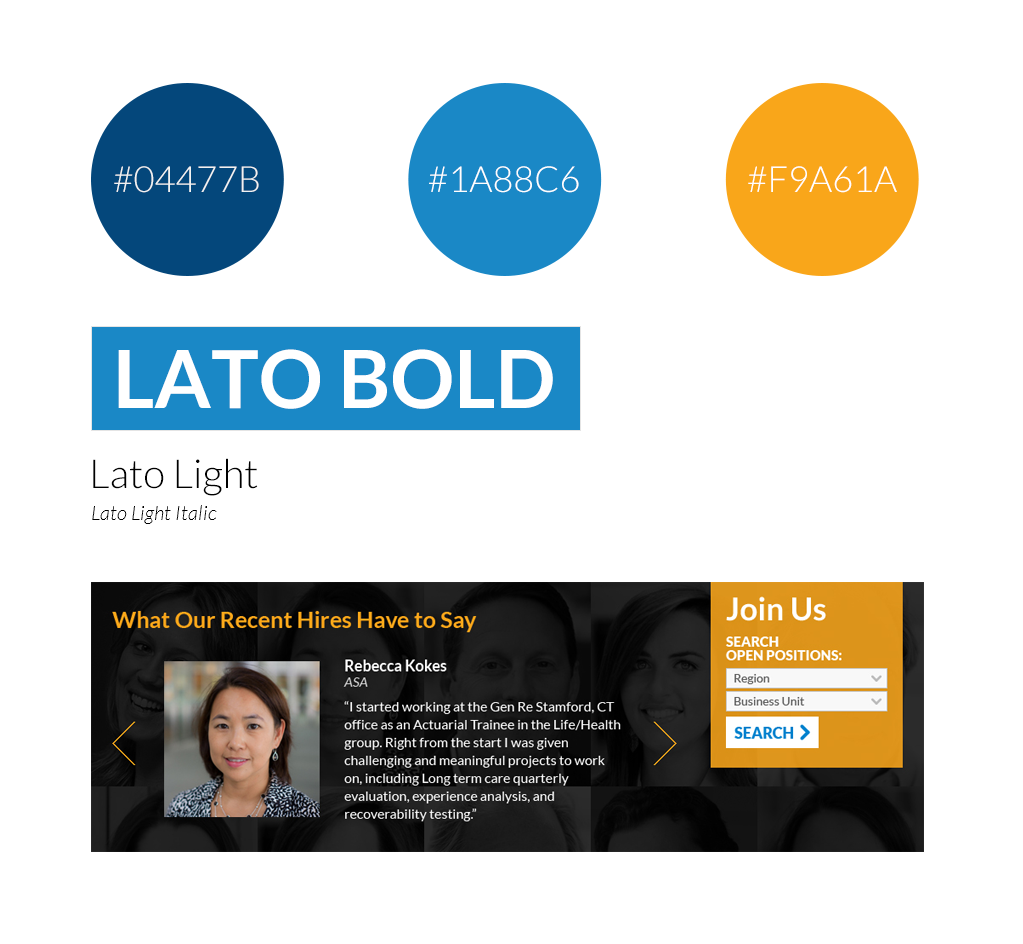 #04477B
#1A88C6
#F9A61A
LATO BOLD
Lato Light
Lato Light Italic
What Our Recent Hires Have to Say
Rebecca Kokes
ASA
“I started working at the Gen Re Stamford, CT
office as an Actuarial Trainee in the Life/Health
group. Right from the start I was given
challenging and meaningful projects to work
on, including Long term care quarterly
evaluation, experience analysis, and
recoverability testing.”
Join Us
SEARCH
OPEN POSITIONS:
Region
Business Unit
SEARCH